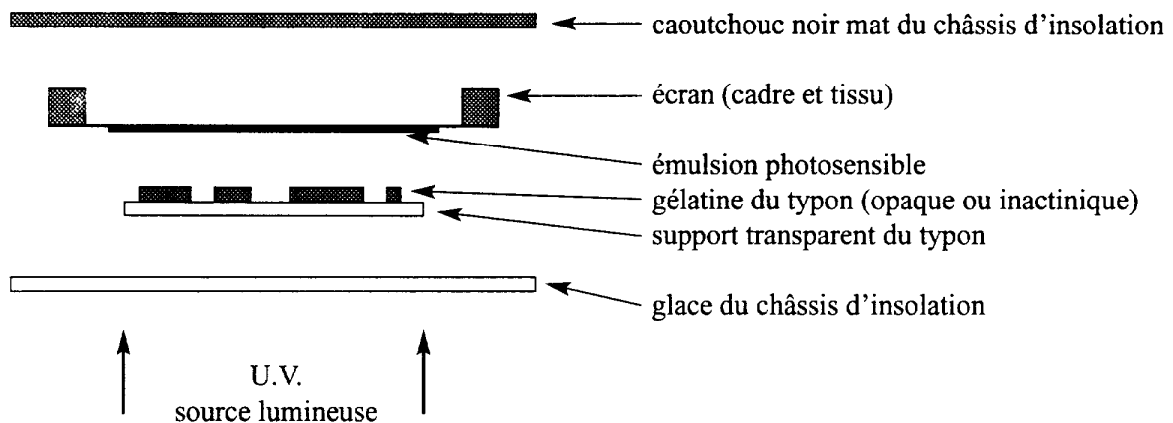 caoutchouc noir mat du châssis d'insolation
écran (cadre et tissu)
émulsion photosensible
gélatine du typon (opaque ou inactinique)
support transparent du typon
glace du châssis d'insolation
U.V.
source lumineuse